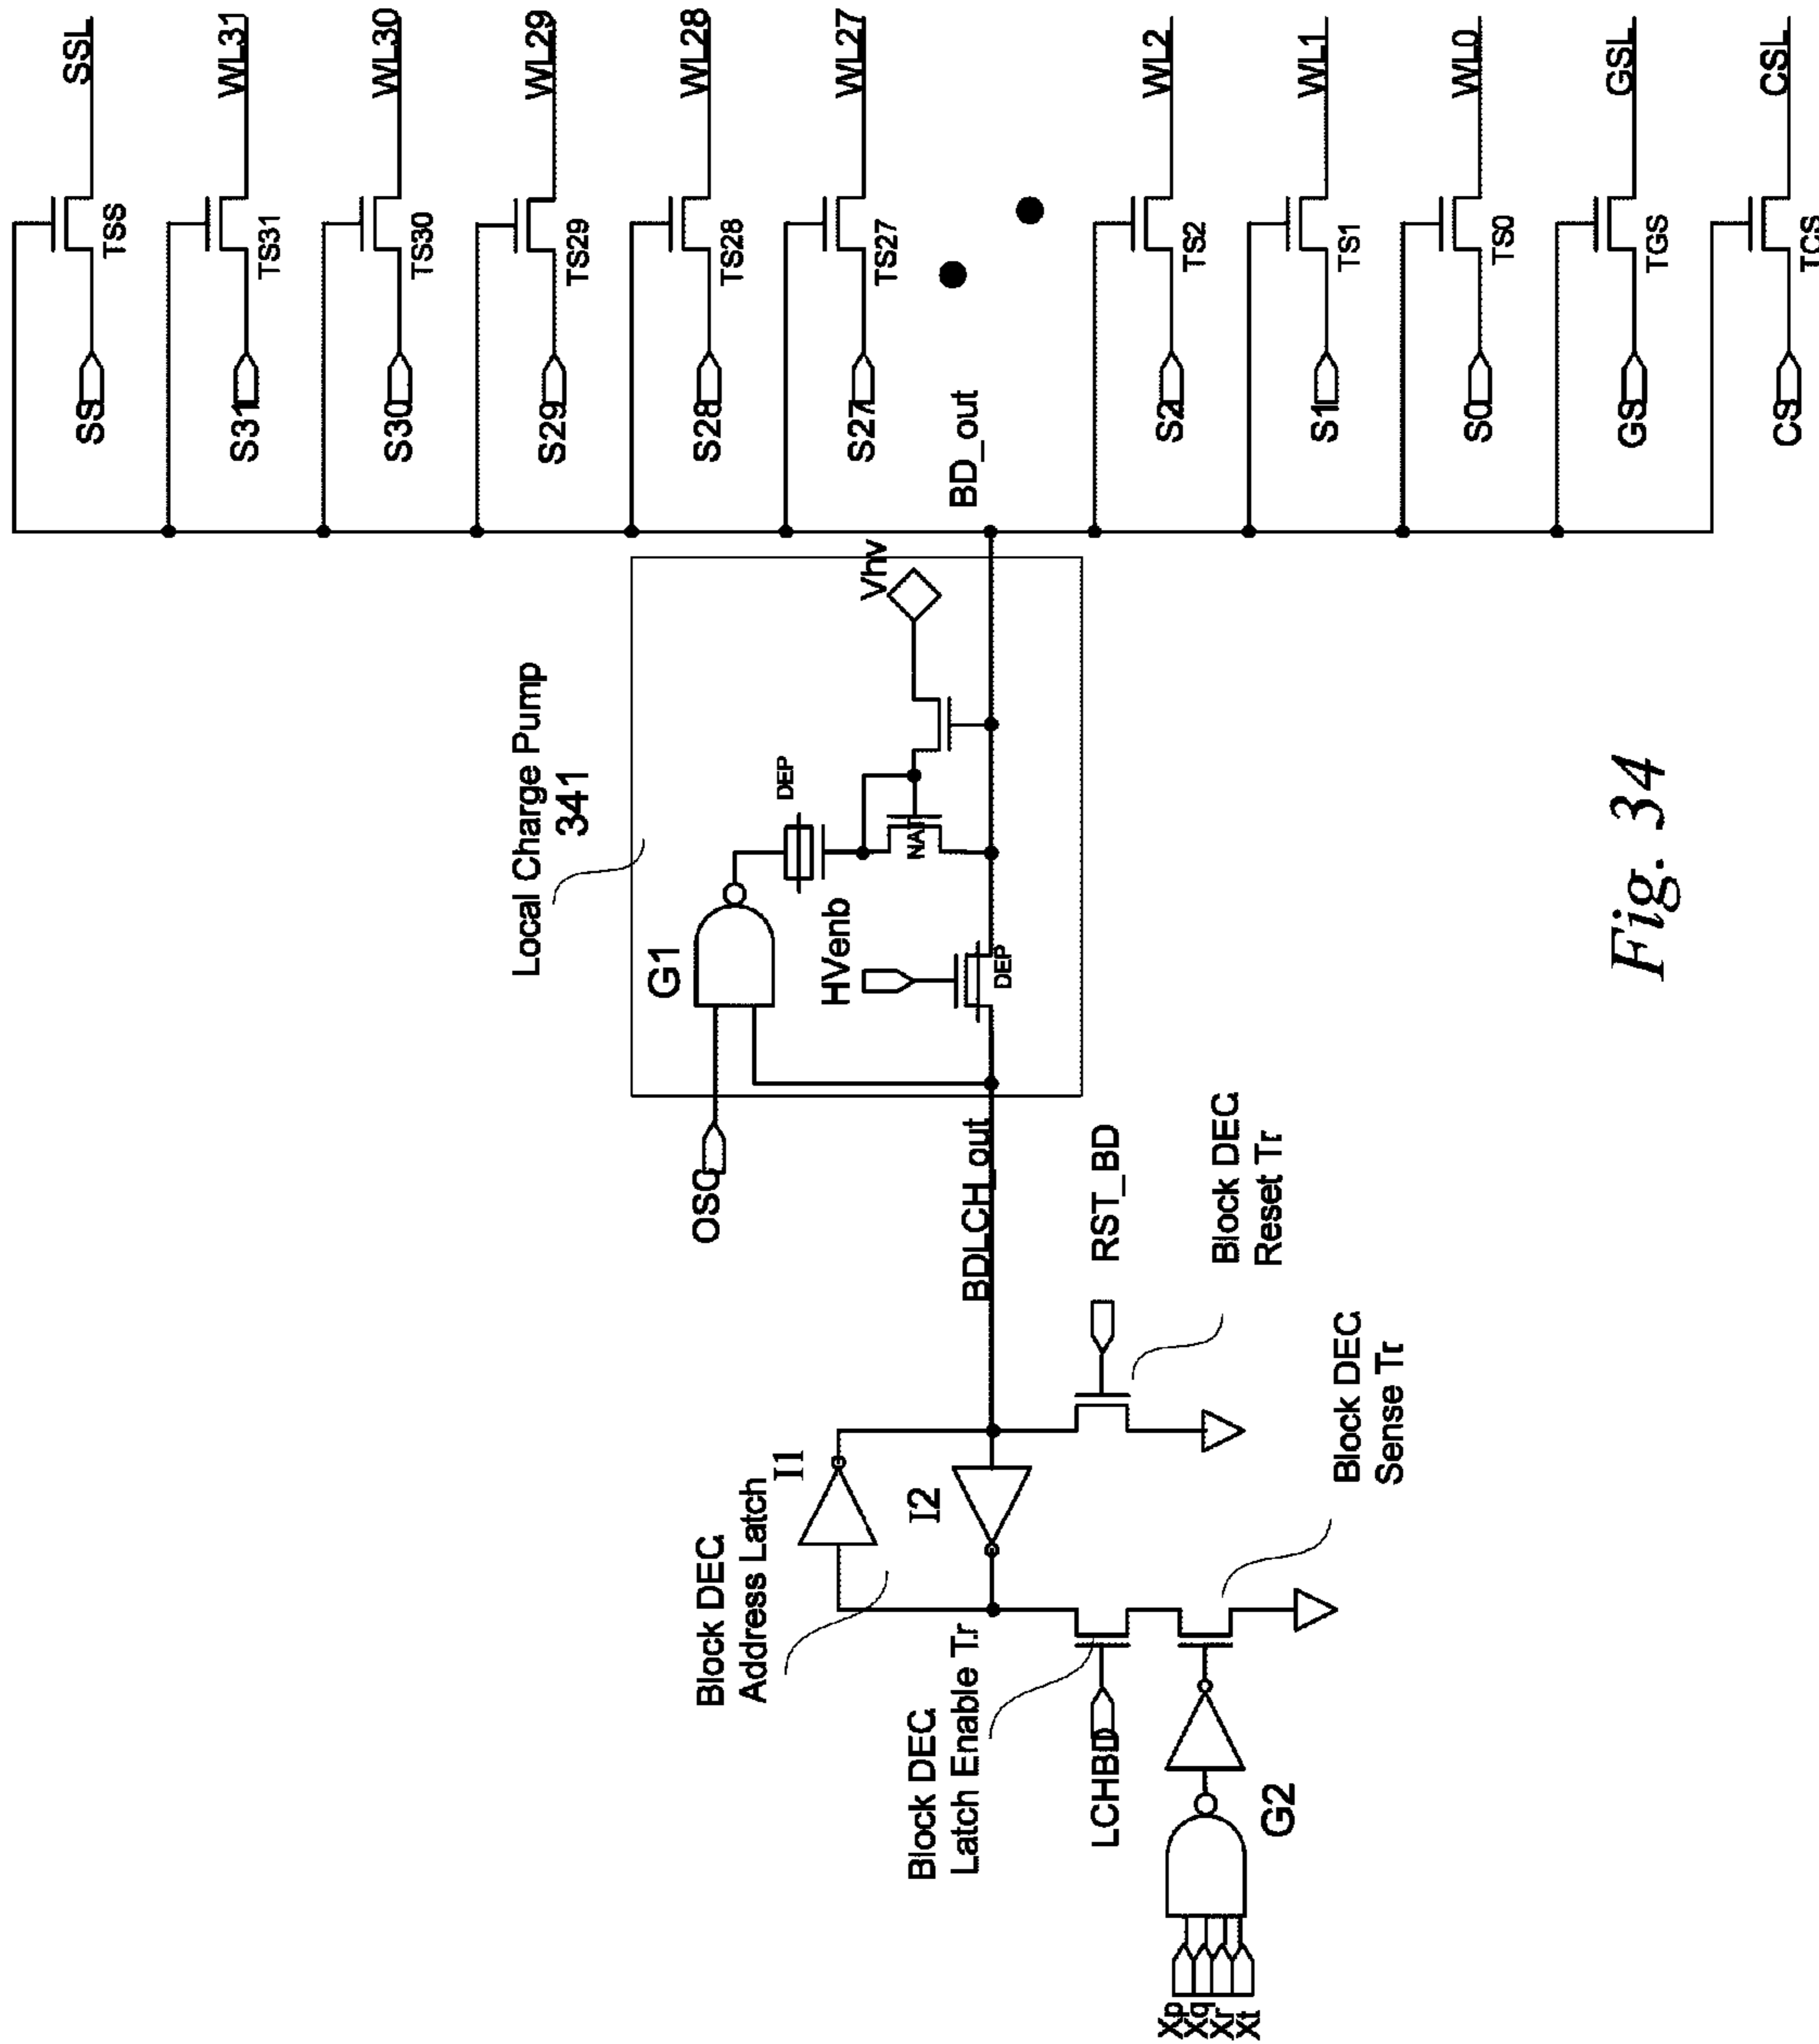 SSL
SS
TSS
WL31
S31
TS31
WL30
S30
TS30
WL29
S29
TS29
WL28
S28
TS28
WL27
S27
TS27
BD_out
WL2
S2
TS2
WL1
S1
TS1
WL0
S0
TS0
GSL
GS
TGS
CSL
CS
TCS
Local Charge Pump
341
Vhv
DEP
NAT
G1
HVenb
DEP
OSC
BDLCH_out
RST_BD
Block DEC.
Reset Tr
Block DEC.
Address Latch
I1
I2
Block DEC.
Sense Tr
Block DEC.
Latch Enable T.r
LCHBD
G2
Xp
Xq
Xr
Xt
Fig. 34